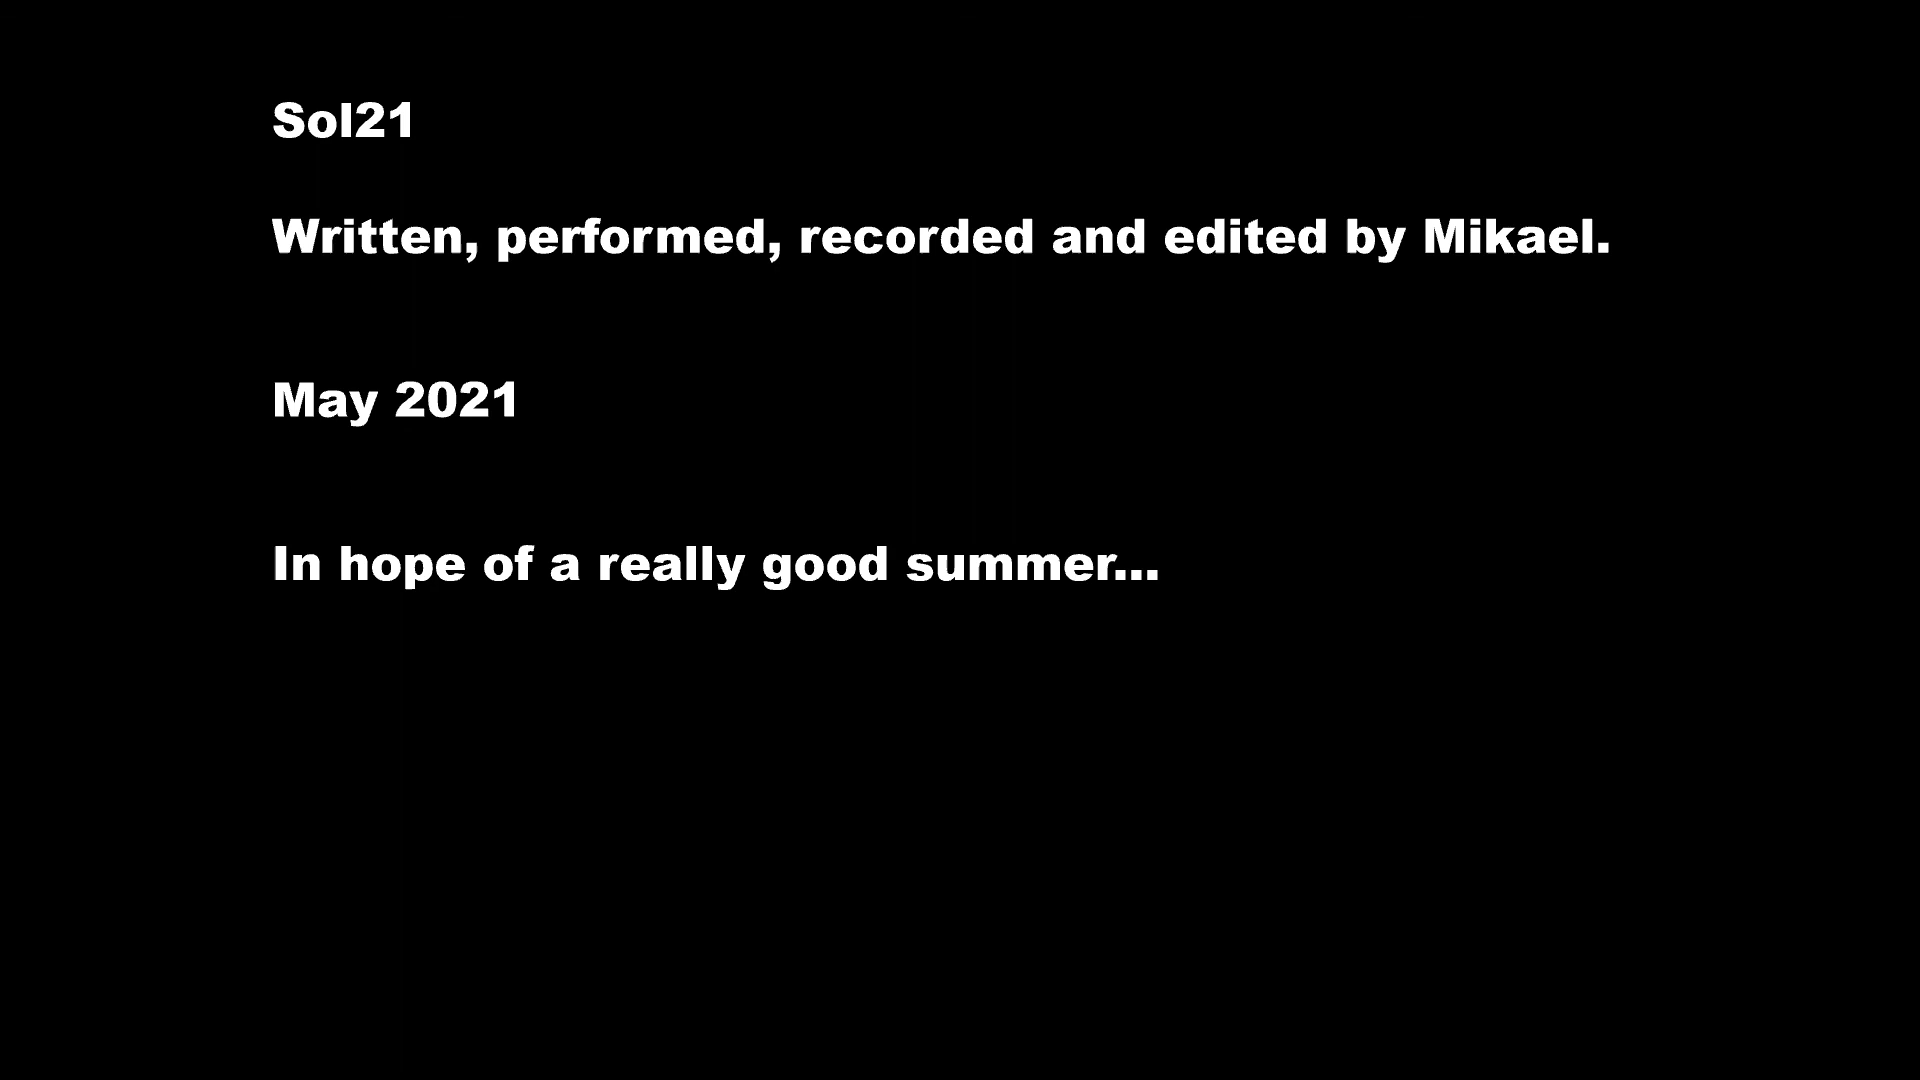 Sol21
Written, performed, recorded and edited by Mikael.
May 2021
In hope of a really good summer...